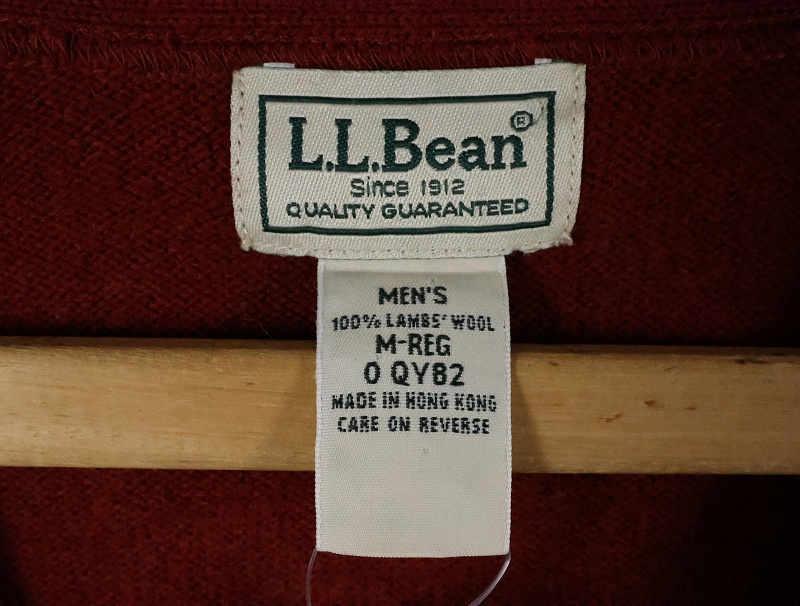 L.L.Bean®
Since 1912
QUALITY GUARANTEED
MEN'S
100% LAMBS' WOOL
M-REG
0 QY82
MADE IN HONG KONG
CARE ON REVERSE